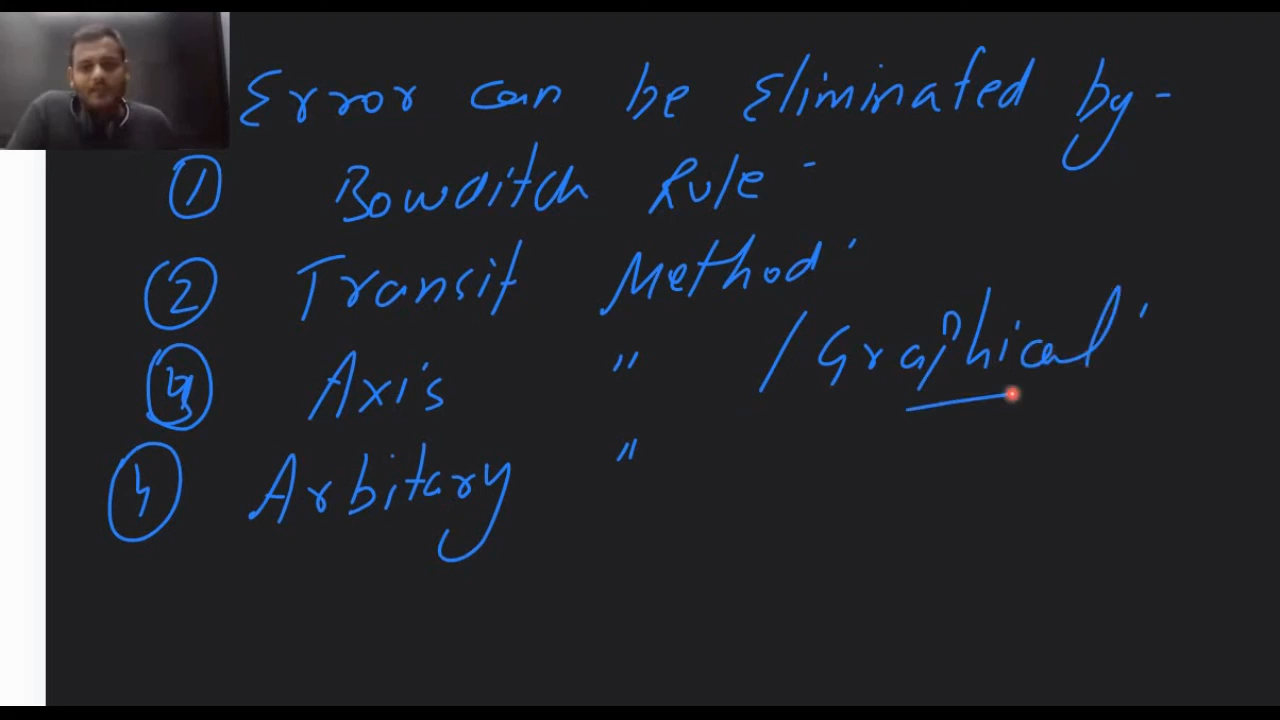 Error can be Eliminated by -
① Bowditch Rule -
② Transit Method '
③ Axis " / Graphical '
④ Arbitary "